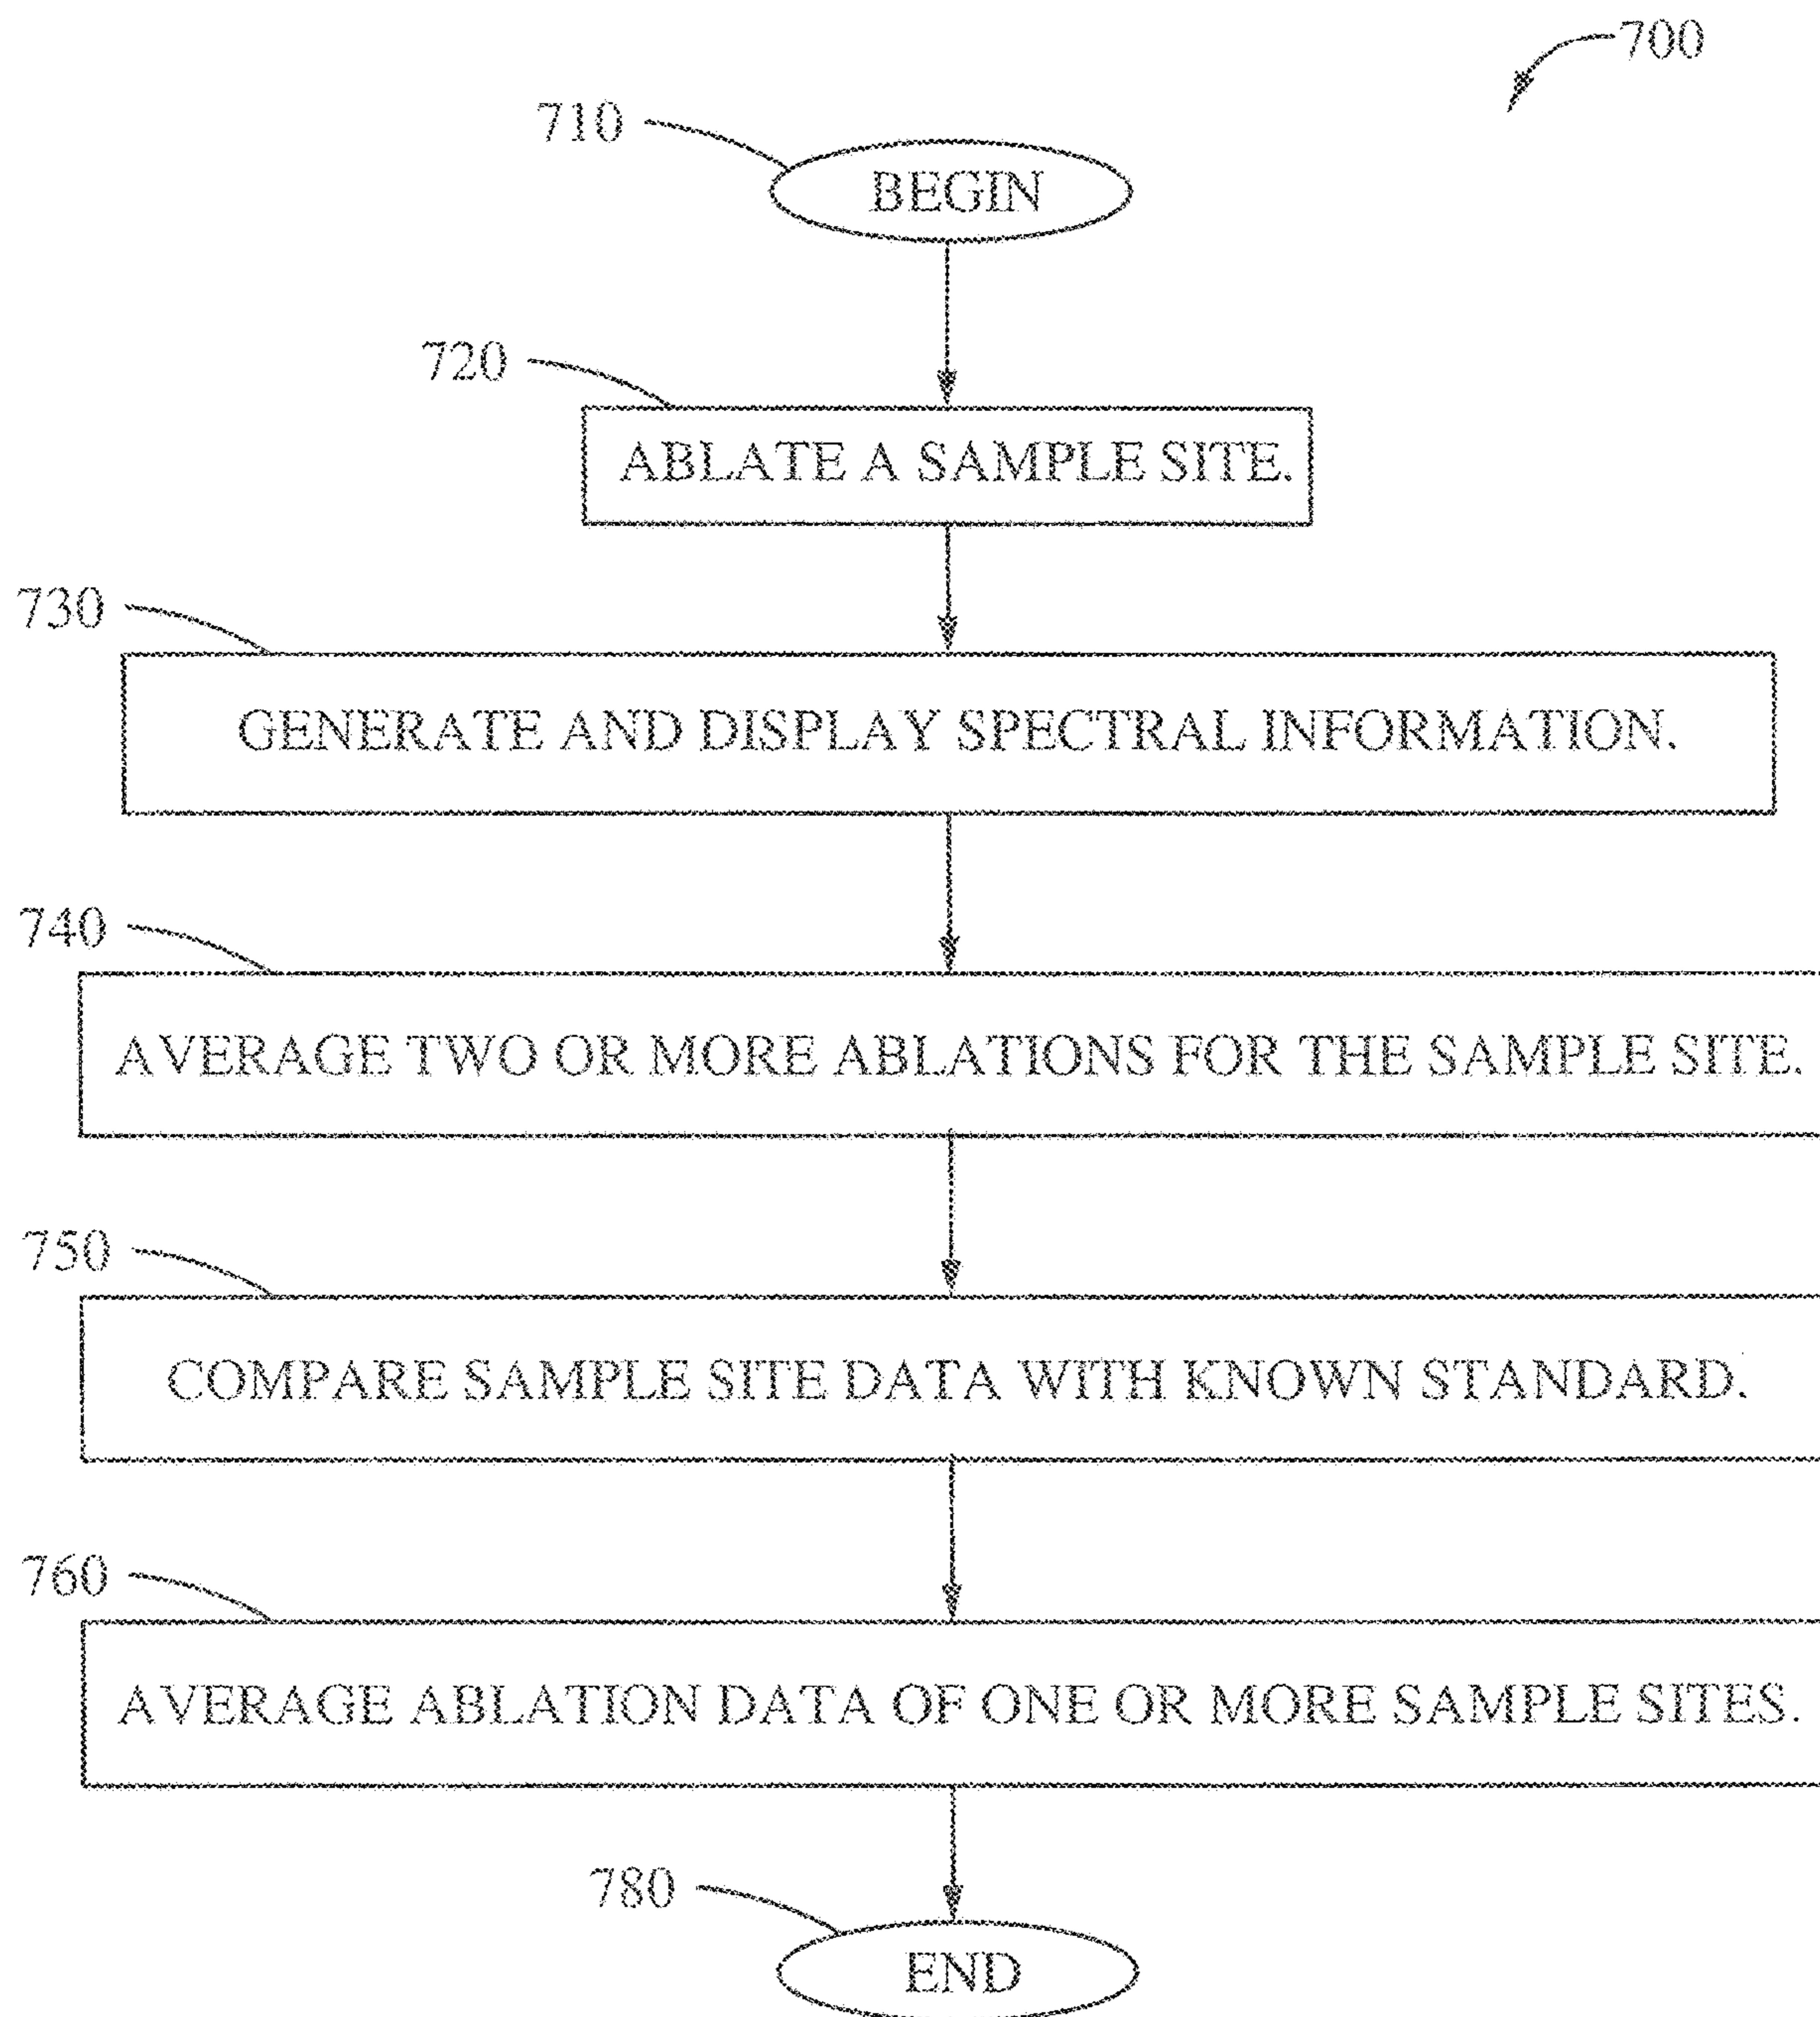 700
710
BEGIN
720
ABLATE A SAMPLE SITE.
730
GENERATE AND DISPLAY SPECTRAL INFORMATION.
740
AVERAGE TWO OR MORE ABLATIONS FOR THE SAMPLE SITE.
750
COMPARE SAMPLE SITE DATA WITH KNOWN STANDARD.
760
AVERAGE ABLATION DATA OF ONE OR MORE SAMPLE SITES.
780
END